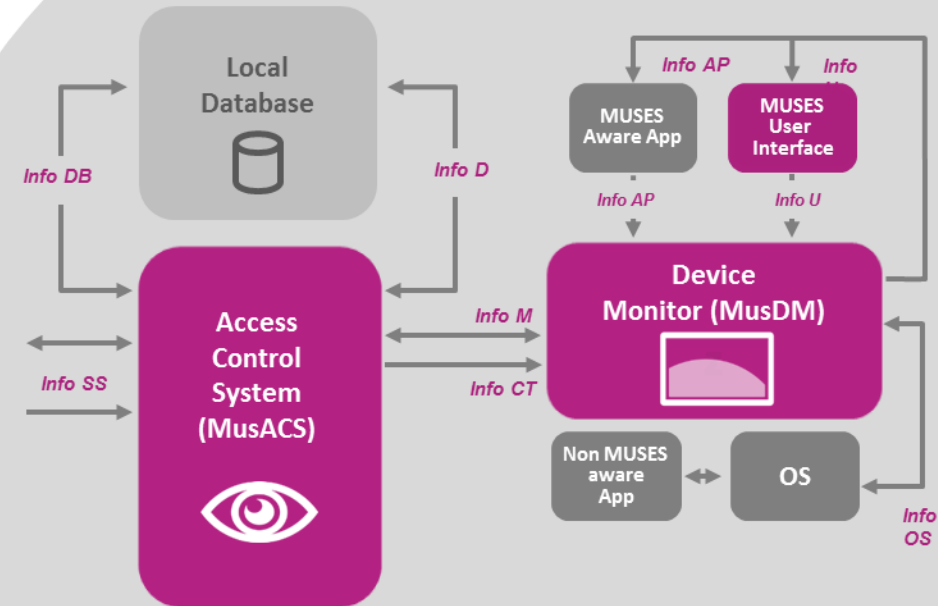 Local
Database
Info DB
Info D
Info AP
Info
MUSES
Aware App
MUSES
User
Interface
Info AP
Info U
Access
Control
System
(MusACS)
Info SS
Info M
Info CT
Device
Monitor (MusDM)
Non MUSES
aware
App
OS
Info
OS